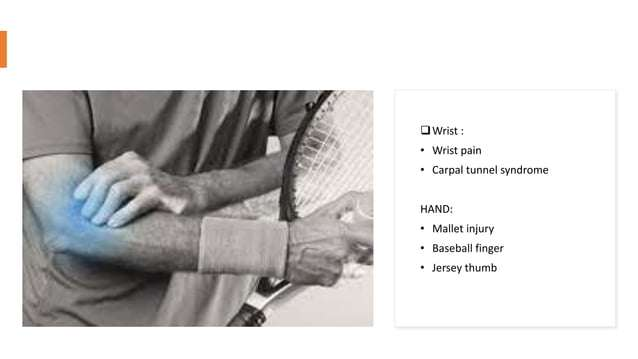 ❑Wrist :
• Wrist pain
• Carpal tunnel syndrome
HAND:
• Mallet injury
• Baseball finger
• Jersey thumb